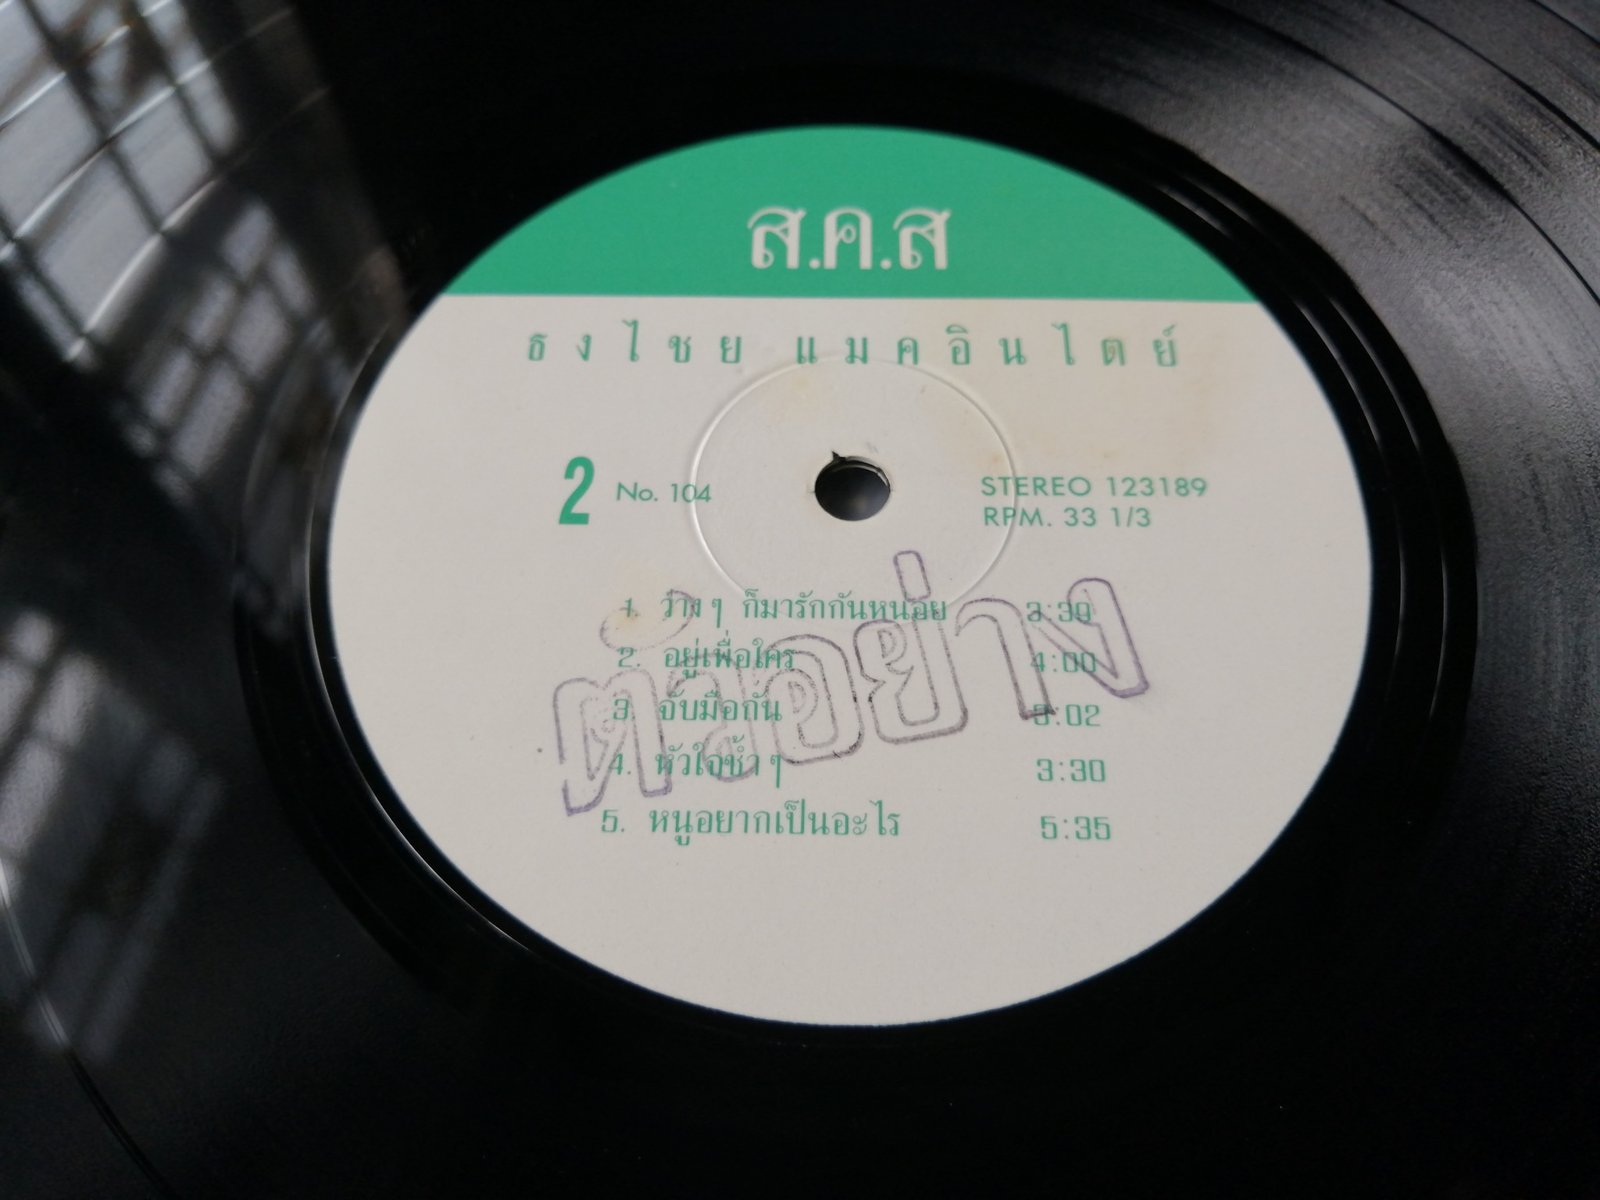 ส.ค.ส
ธงไชย แมคอินไตย์
2 No. 104
STEREO 123189
RPM. 33 1/3
ตัวอย่าง
1. ว่างๆ ก็มารักกันหน่อย 3:39
2. อยู่เพื่อใคร 4:00
3. จับมือกัน 3:02
4. หัวใจช้ำๆ 3:30
5. หนูอยากเป็นอะไร 5:35